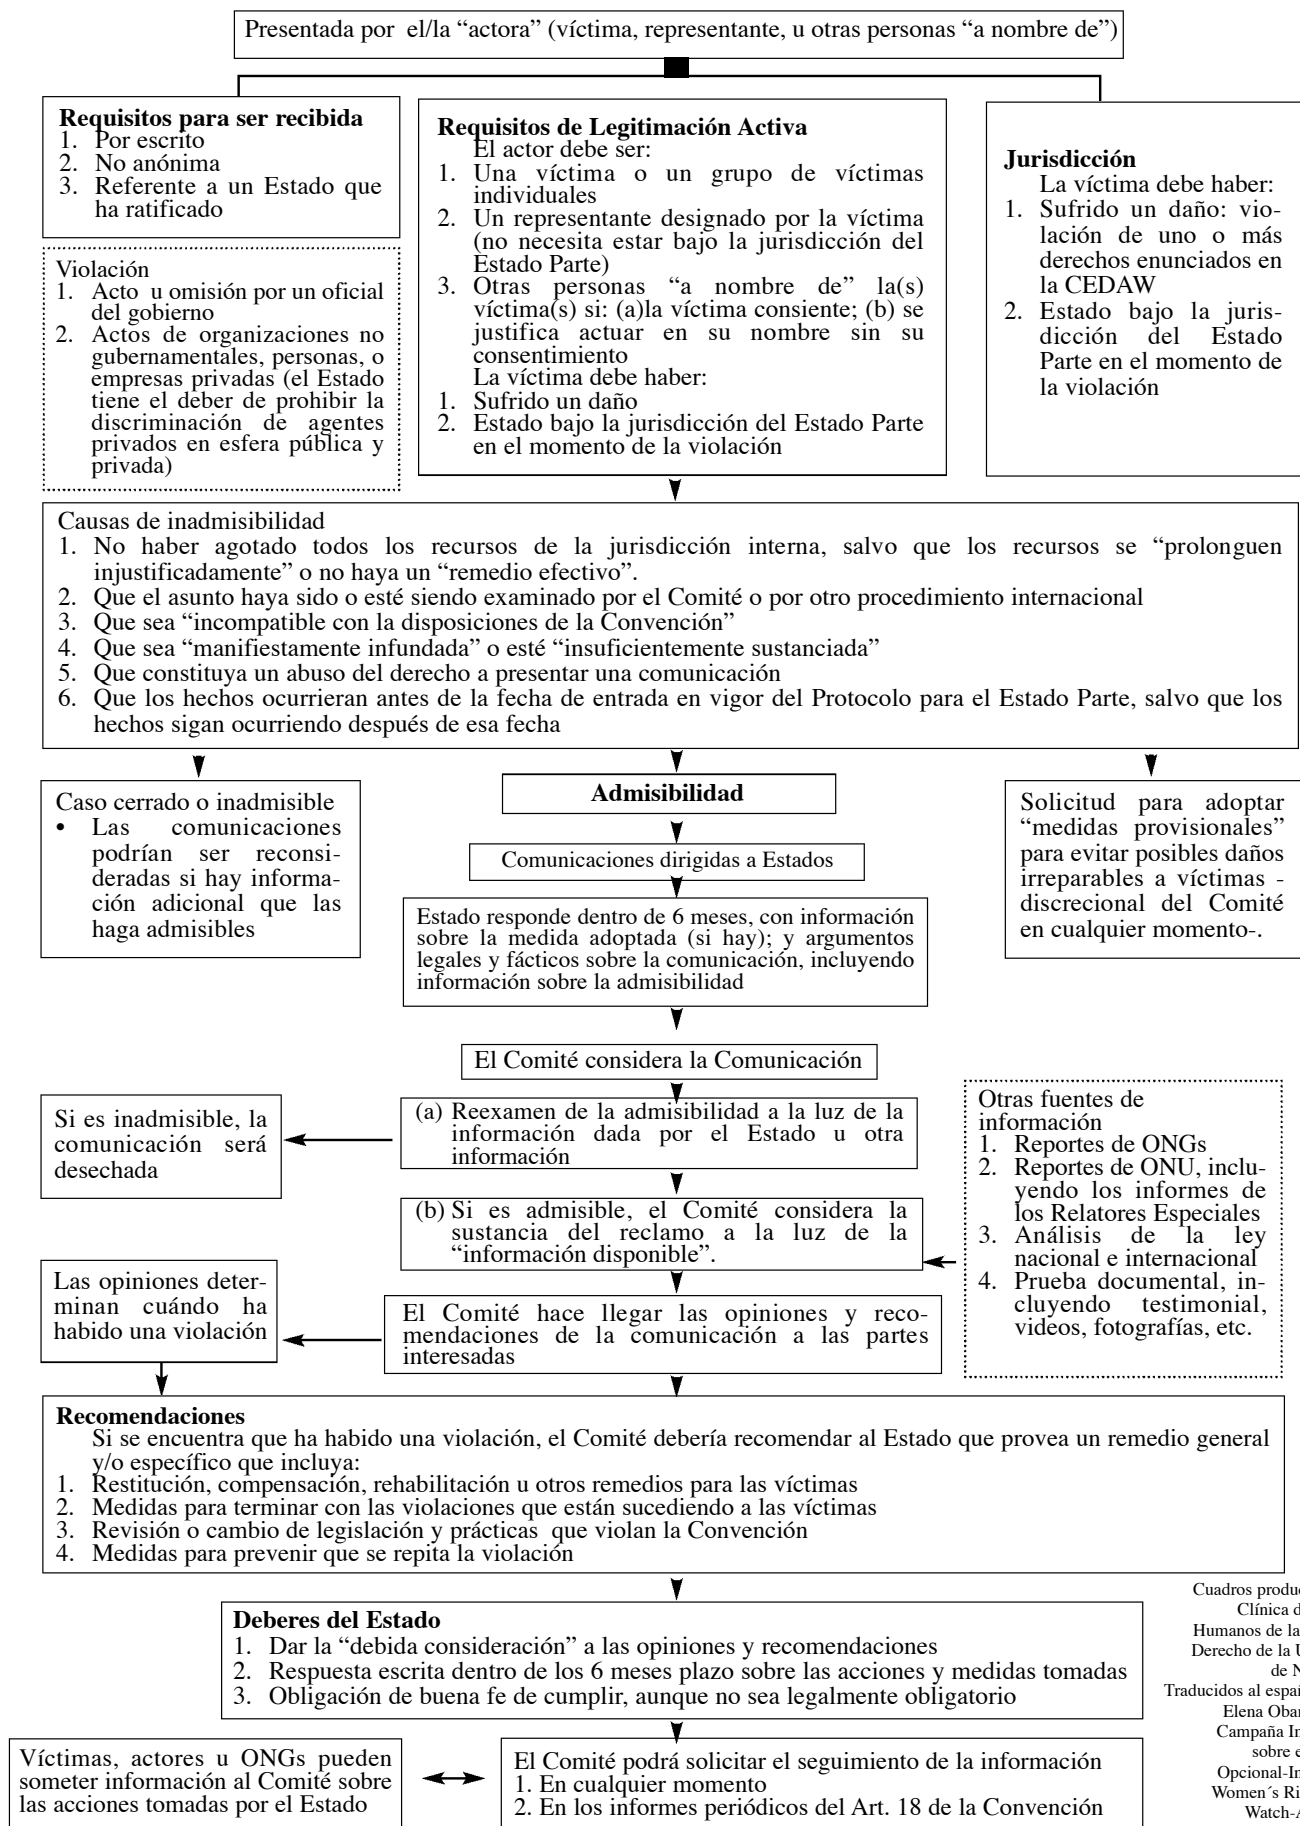 Presentada por el/la “actora” (víctima, representante, u otras personas “a nombre de”)
Requisitos para ser recibida
1. Por escrito
2. No anónima
3. Referente a un Estado que
ha ratificado
Violación
1. Acto u omisión por un oficial
del gobierno
2. Actos de organizaciones no
gubernamentales, personas, o
empresas privadas (el Estado
tiene el deber de prohibir la
discriminación de agentes
privados en esfera pública y
privada)
Requisitos de Legitimación Activa
El actor debe ser:
1. Una víctima o un grupo de víctimas
individuales
2. Un representante designado por la víctima
(no necesita estar bajo la jurisdicción del
Estado Parte)
3. Otras personas “a nombre de” la(s)
víctima(s) si: (a)la víctima consiente; (b) se
justifica actuar en su nombre sin su
consentimiento
La víctima debe haber:
1. Sufrido un daño
2. Estado bajo la jurisdicción del Estado Parte
en el momento de la violación
Jurisdicción
La víctima debe haber:
1. Sufrido un daño: vio-
lación de uno o más
derechos enunciados en
la CEDAW
2. Estado bajo la juris-
dicción del Estado
Parte en el momento de
la violación
Causas de inadmisibilidad
1. No haber agotado todos los recursos de la jurisdicción interna, salvo que los recursos se “prolonguen
injustificadamente” o no haya un “remedio efectivo”.
2. Que el asunto haya sido o esté siendo examinado por el Comité o por otro procedimiento internacional
3. Que sea “incompatible con la disposiciones de la Convención”
4. Que sea “manifiestamente infundada” o esté “insuficientemente sustanciada”
5. Que constituya un abuso del derecho a presentar una comunicación
6. Que los hechos ocurrieran antes de la fecha de entrada en vigor del Protocolo para el Estado Parte, salvo que los
hechos sigan ocurriendo después de esa fecha
Caso cerrado o inadmisible
• Las comunicaciones
podrían ser reconsi-
deradas si hay informa-
ción adicional que las
haga admisibles
Admisibilidad
Comunicaciones dirigidas a Estados
Estado responde dentro de 6 meses, con información
sobre la medida adoptada (si hay); y argumentos
legales y fácticos sobre la comunicación, incluyendo
información sobre la admisibilidad
Solicitud para adoptar
“medidas provisionales”
para evitar posibles daños
irreparables a víctimas -
discrecional del Comité
en cualquier momento-.
El Comité considera la Comunicación
Si es inadmisible, la
comunicación será
desechada
(a) Reexamen de la admisibilidad a la luz de la
información dada por el Estado u otra
información
(b) Si es admisible, el Comité considera la
sustancia del reclamo a la luz de la
“información disponible”.
Otras fuentes de
información
1. Reportes de ONGs
2. Reportes de ONU, inclu-
yendo los informes de
los Relatores Especiales
3. Análisis de la ley
nacional e internacional
4. Prueba documental, in-
cluyendo testimonial,
videos, fotografías, etc.
Las opiniones deter-
minan cuándo ha
habido una violación
El Comité hace llegar las opiniones y reco-
mendaciones de la comunicación a las partes
interesadas
Recomendaciones
Si se encuentra que ha habido una violación, el Comité debería recomendar al Estado que provea un remedio general
y/o específico que incluya:
1. Restitución, compensación, rehabilitación u otros remedios para las víctimas
2. Medidas para terminar con las violaciones que están sucediendo a las víctimas
3. Revisión o cambio de legislación y prácticas que violan la Convención
4. Medidas para prevenir que se repita la violación
Deberes del Estado
1. Dar la “debida consideración” a las opiniones y recomendaciones
2. Respuesta escrita dentro de los 6 meses plazo sobre las acciones y medidas tomadas
3. Obligación de buena fe de cumplir, aunque no sea legalmente obligatorio
Víctimas, actores u ONGs pueden
someter información al Comité sobre
las acciones tomadas por el Estado
El Comité podrá solicitar el seguimiento de la información
1. En cualquier momento
2. En los informes periódicos del Art. 18 de la Convención
Cuadros
Clínica
Humanos de la
Derecho de la
de
Traducidos al
Elena
Campaña
sobre
Women´s